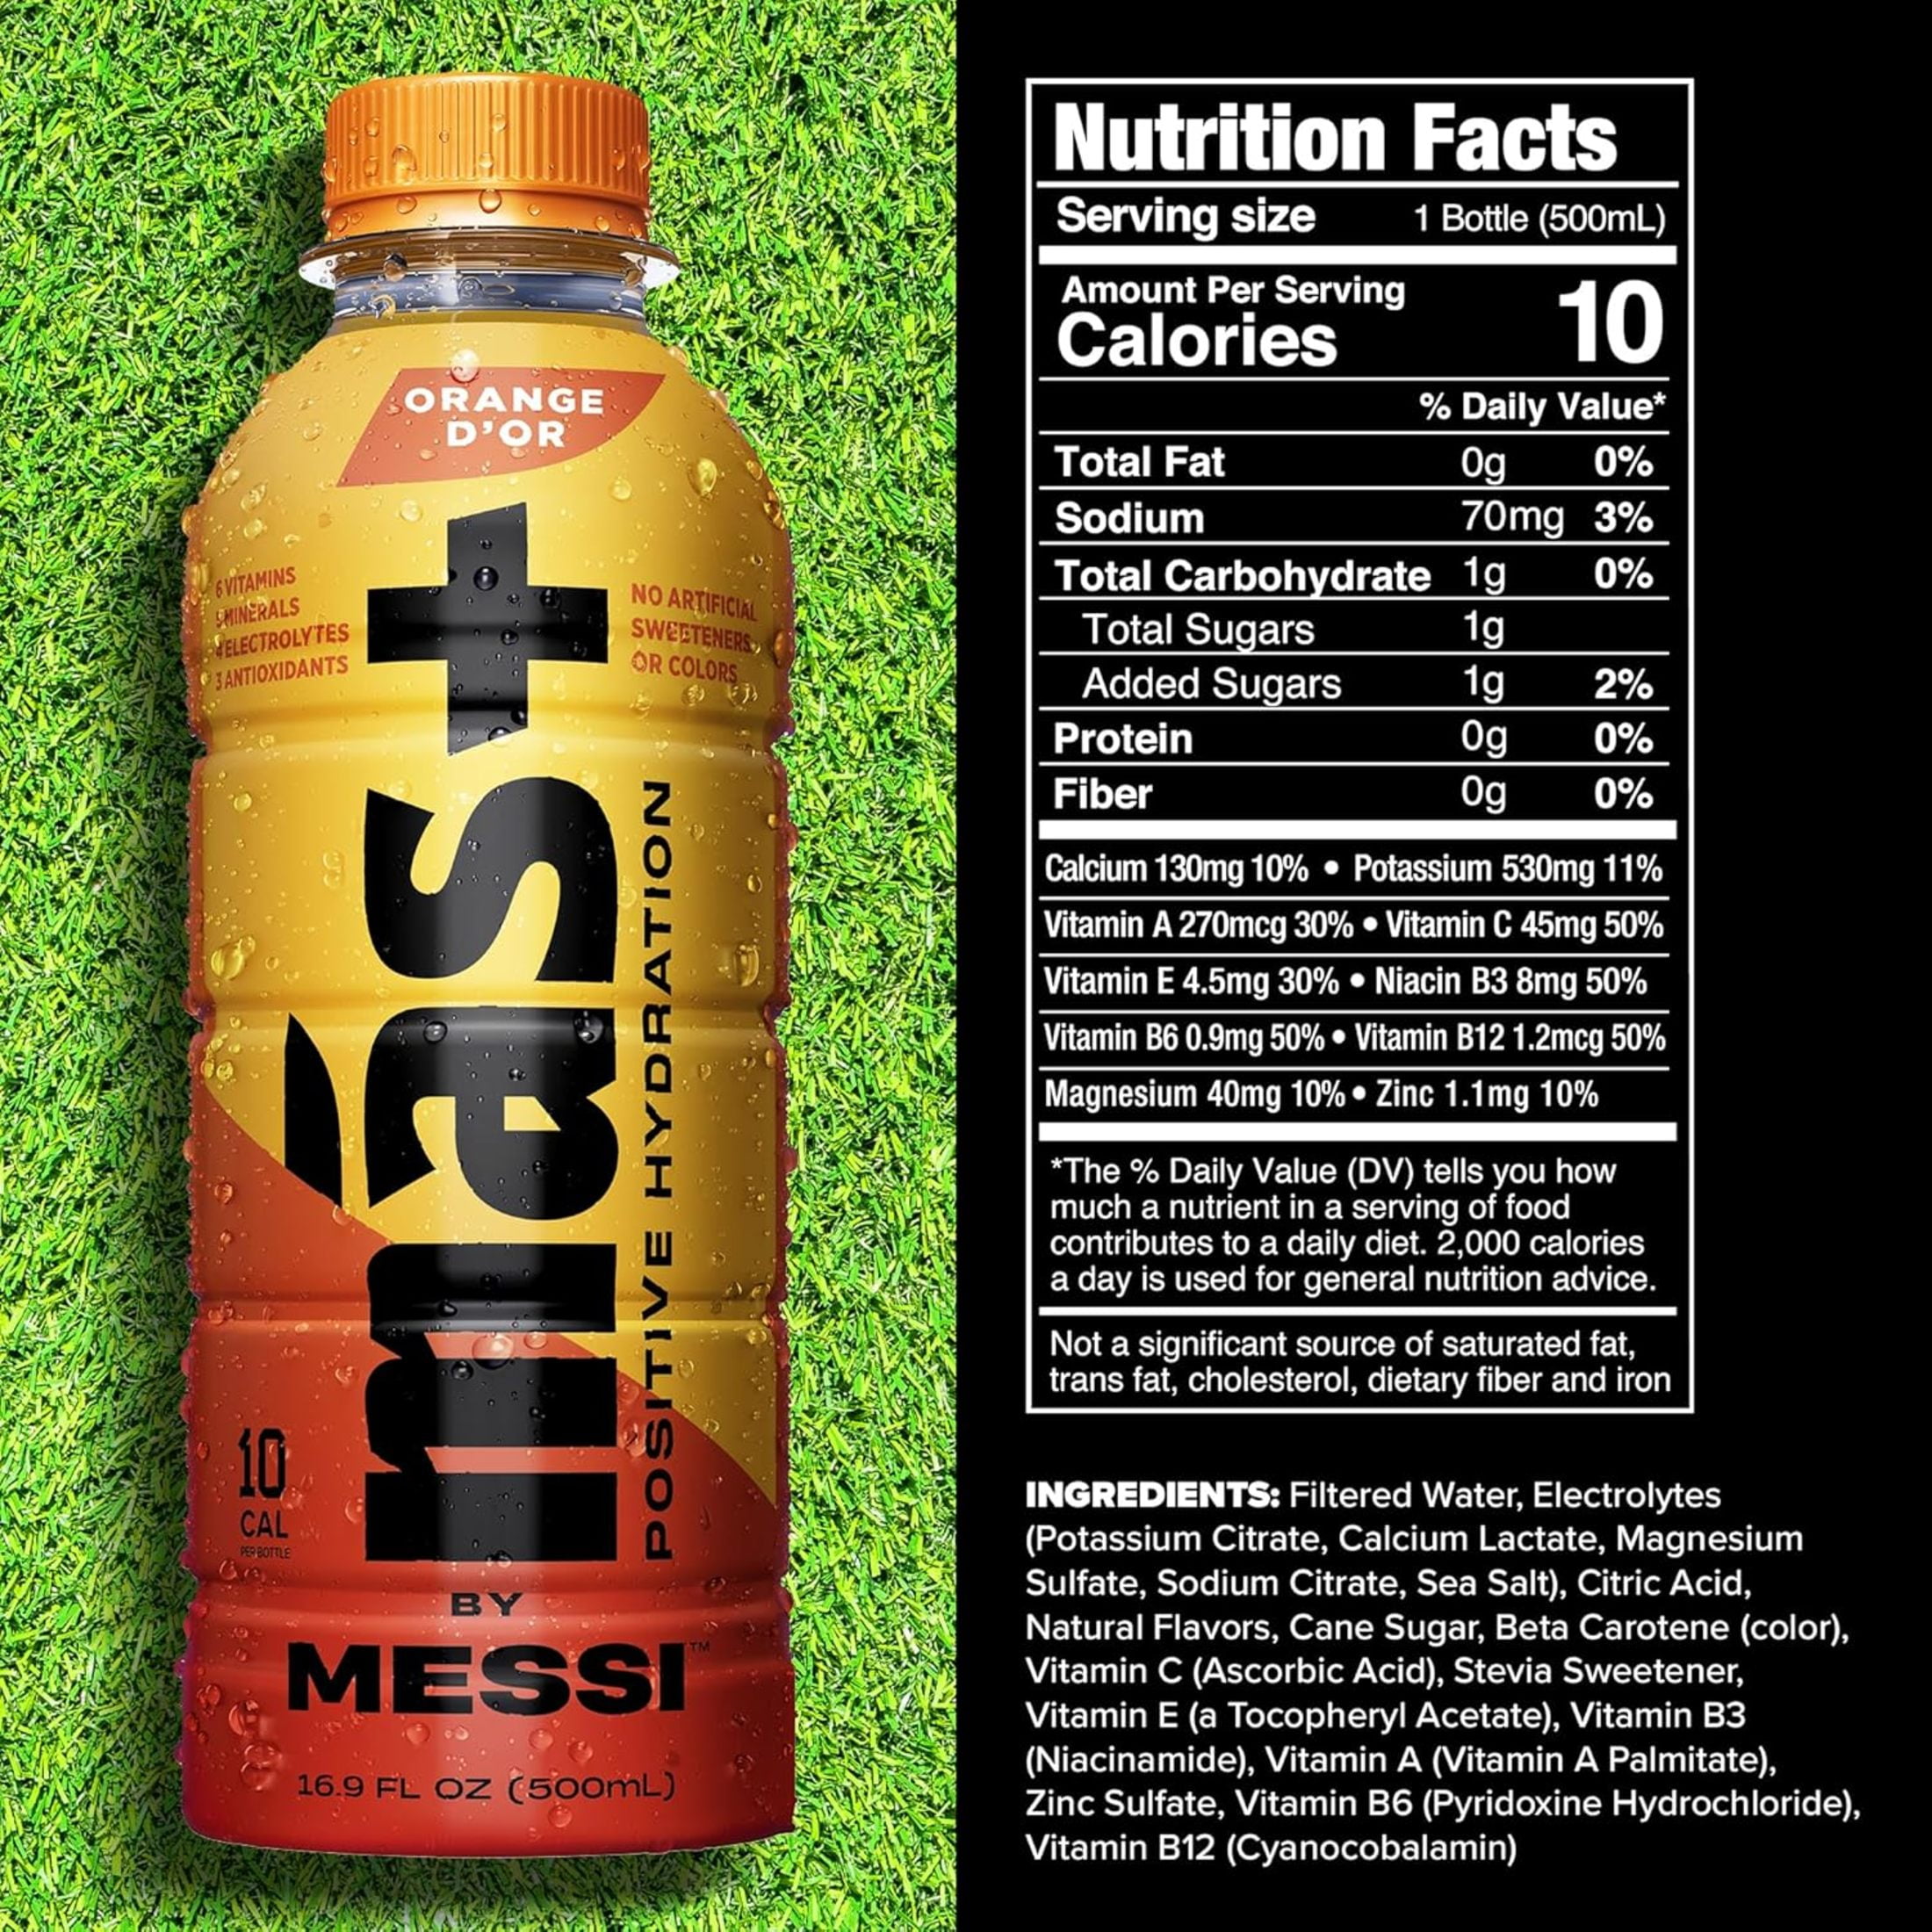 ORANGE
D'OR
6 VITAMINS
5 MINERALS
4 ELECTROLYTES
3 ANTIOXIDANTS
NO ARTIFICIAL
SWEETENERS
OR COLORS
más+
POSITIVE HYDRATION
10
CAL
PER BOTTLE
BY
MESSI™
16.9 FL OZ (500mL)
Nutrition Facts
Serving size 1 Bottle (500mL)
Amount Per Serving
Calories 10
% Daily Value*
Total Fat 0g 0%
Sodium 70mg 3%
Total Carbohydrate 1g 0%
Total Sugars 1g
Added Sugars 1g 2%
Protein 0g 0%
Fiber 0g 0%
Calcium 130mg 10% • Potassium 530mg 11%
Vitamin A 270mcg 30% • Vitamin C 45mg 50%
Vitamin E 4.5mg 30% • Niacin B3 8mg 50%
Vitamin B6 0.9mg 50% • Vitamin B12 1.2mcg 50%
Magnesium 40mg 10% • Zinc 1.1mg 10%
*The % Daily Value (DV) tells you how
much a nutrient in a serving of food
contributes to a daily diet. 2,000 calories
a day is used for general nutrition advice.
Not a significant source of saturated fat,
trans fat, cholesterol, dietary fiber and iron
INGREDIENTS: Filtered Water, Electrolytes
(Potassium Citrate, Calcium Lactate, Magnesium
Sulfate, Sodium Citrate, Sea Salt), Citric Acid,
Natural Flavors, Cane Sugar, Beta Carotene (color),
Vitamin C (Ascorbic Acid), Stevia Sweetener,
Vitamin E (a Tocopheryl Acetate), Vitamin B3
(Niacinamide), Vitamin A (Vitamin A Palmitate),
Zinc Sulfate, Vitamin B6 (Pyridoxine Hydrochloride),
Vitamin B12 (Cyanocobalamin)